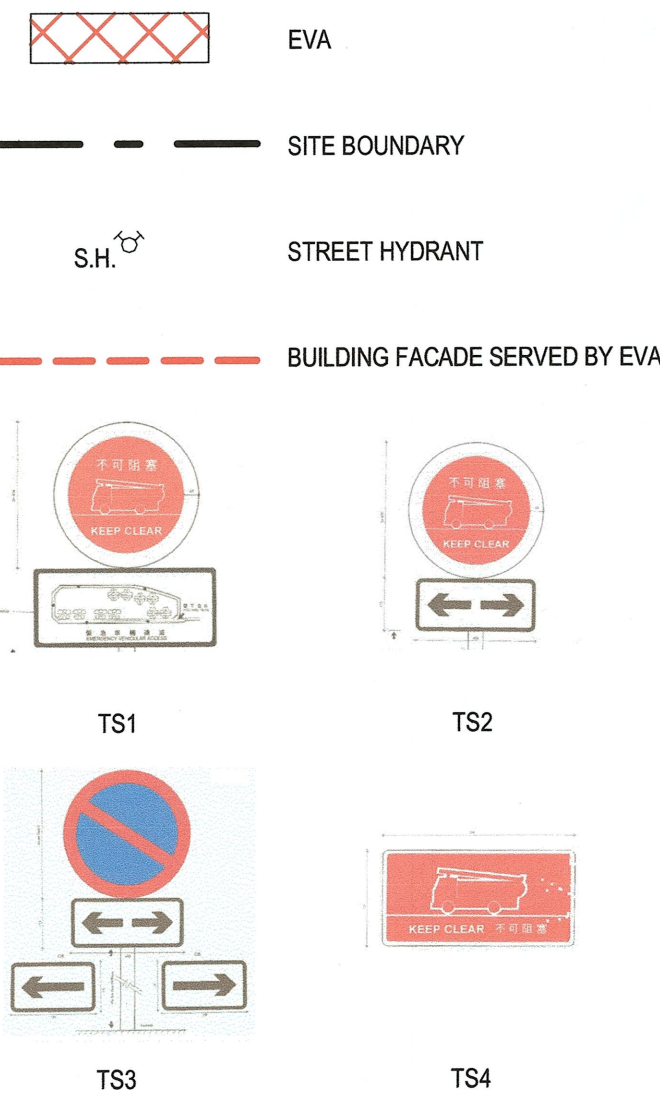 EVA
SITE BOUNDARY
S.H.
STREET HYDRANT
BUILDING FACADE SERVED BY EVA
不可阻塞
KEEP CLEAR
緊急車輛通道
EMERGENCY VEHICULAR ACCESS
不可阻塞
KEEP CLEAR
TS1
TS2
KEEP CLEAR 不可阻塞
TS3
TS4